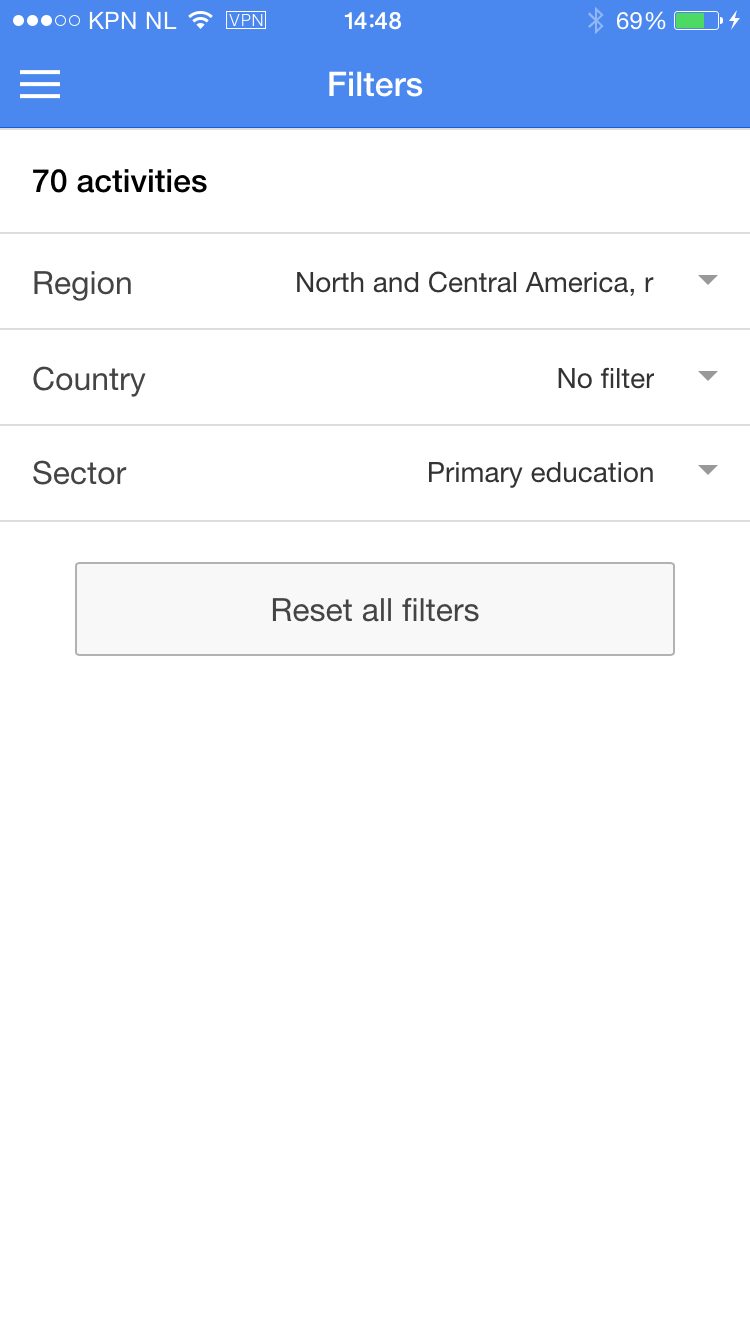 KPN NL VPN 14:48 69%
Filters
70 activities
Region North and Central America, r
Country No filter
Sector Primary education
Reset all filters